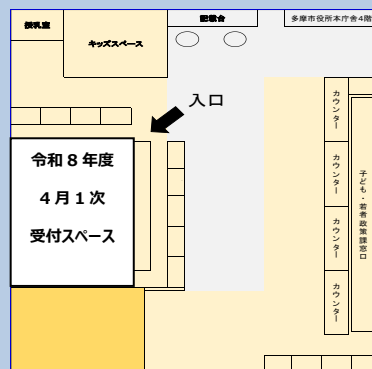 授乳室
キッズスペース
記載台
多摩市役所本庁舎4階
入口
令和８年度
４月１次
受付スペース
カウンター
カウンター
カウンター
カウンター
子ども・若者政策課窓口